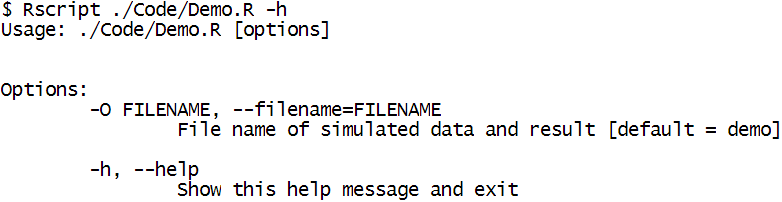 $ Rscript ./Code/Demo.R -h
Usage: ./Code/Demo.R [options]
Options:
-O FILENAME, --filename=FILENAME
File name of simulated data and result [default = demo]
-h, --help
Show this help message and exit